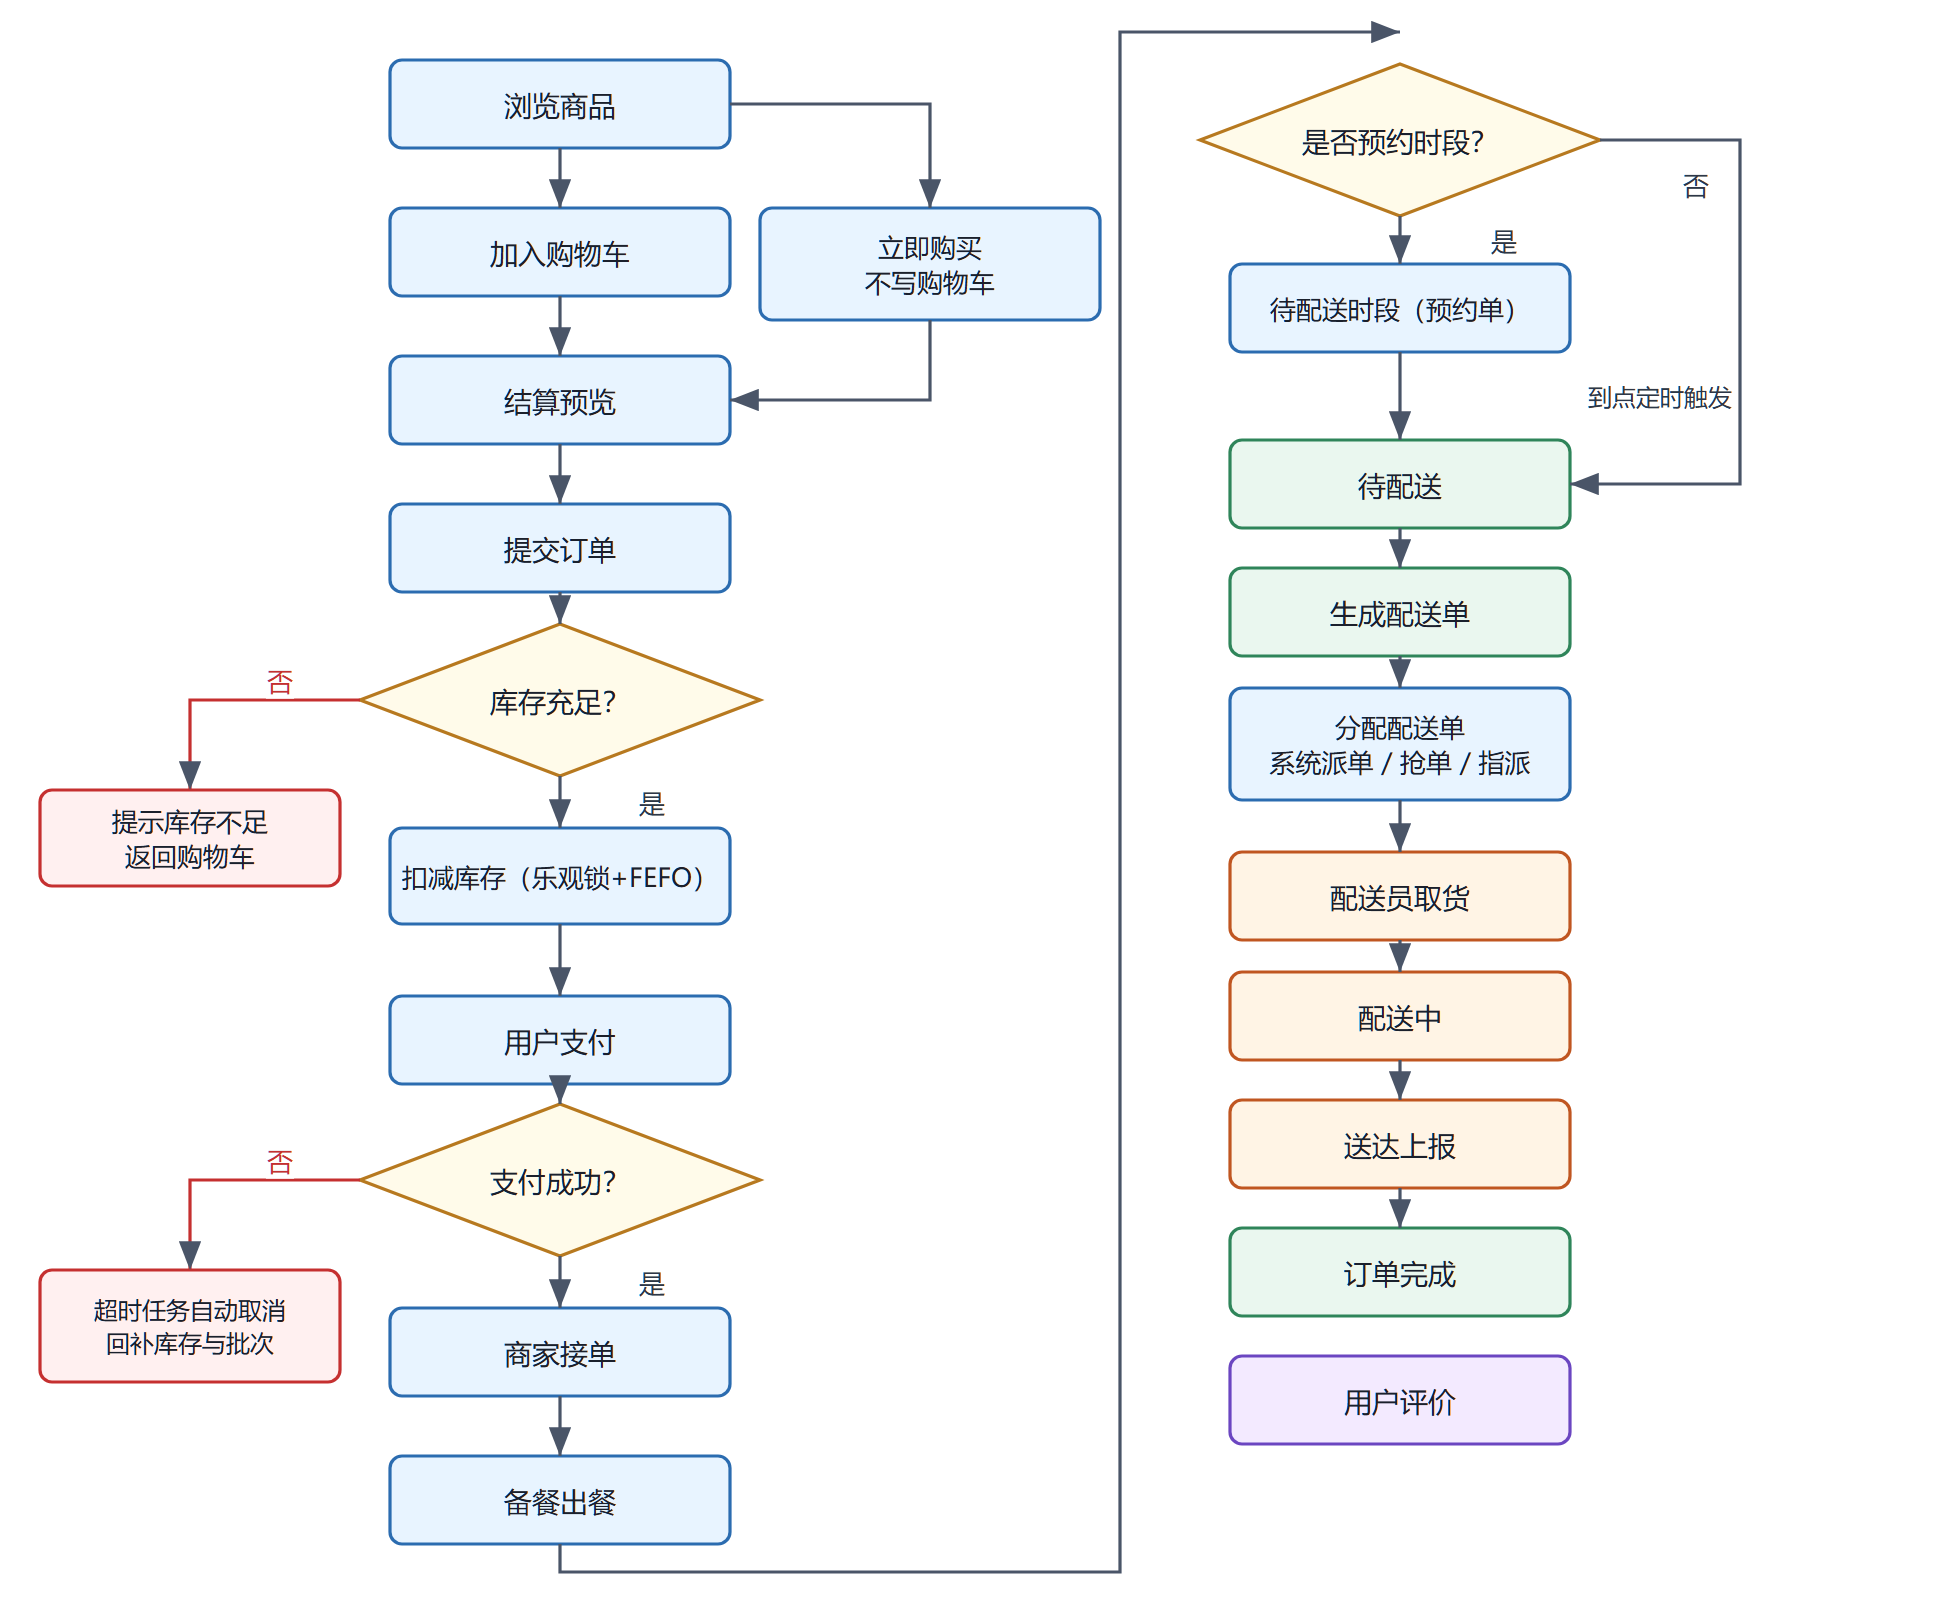 浏览商品
加入购物车
立即购买
不写购物车
结算预览
提交订单
库存充足？
否
提示库存不足
返回购物车
是
扣减库存（乐观锁+FEFO）
用户支付
支付成功？
否
超时任务自动取消
回补库存与批次
是
商家接单
备餐出餐
是否预约时段？
否
是
待配送时段（预约单）
到点定时触发
待配送
生成配送单
分配配送单
系统派单 / 抢单 / 指派
配送员取货
配送中
送达上报
订单完成
用户评价